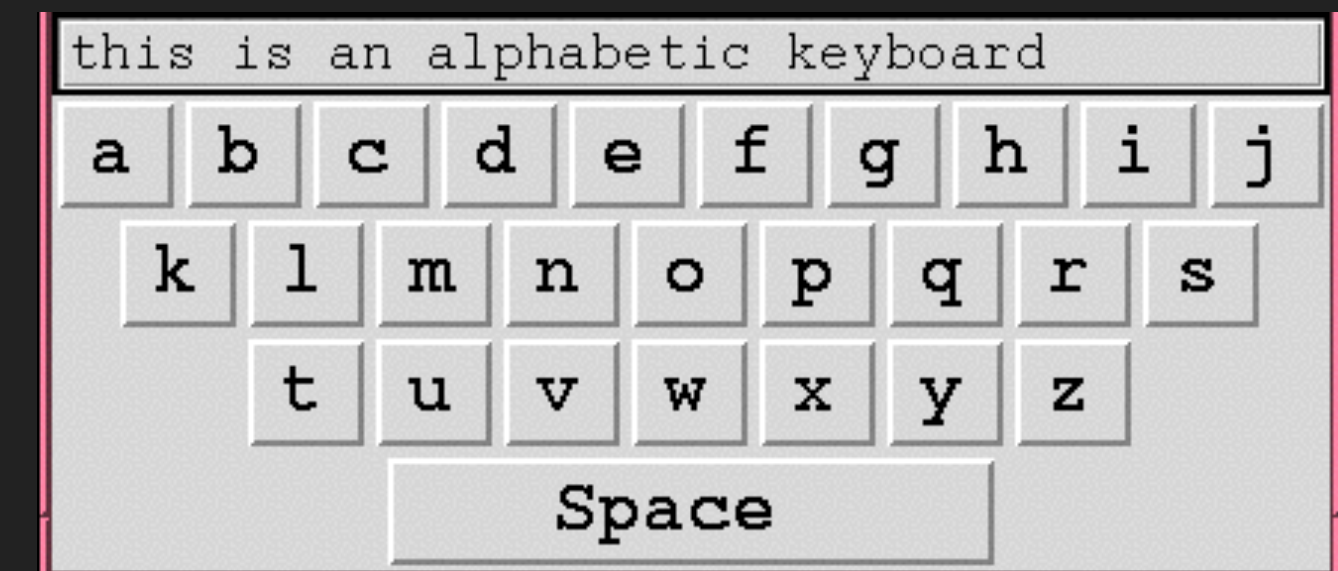 this is an alphabetic keyboard
a b c d e f g h i j
k l m n o p q r s
t u v w x y z
Space